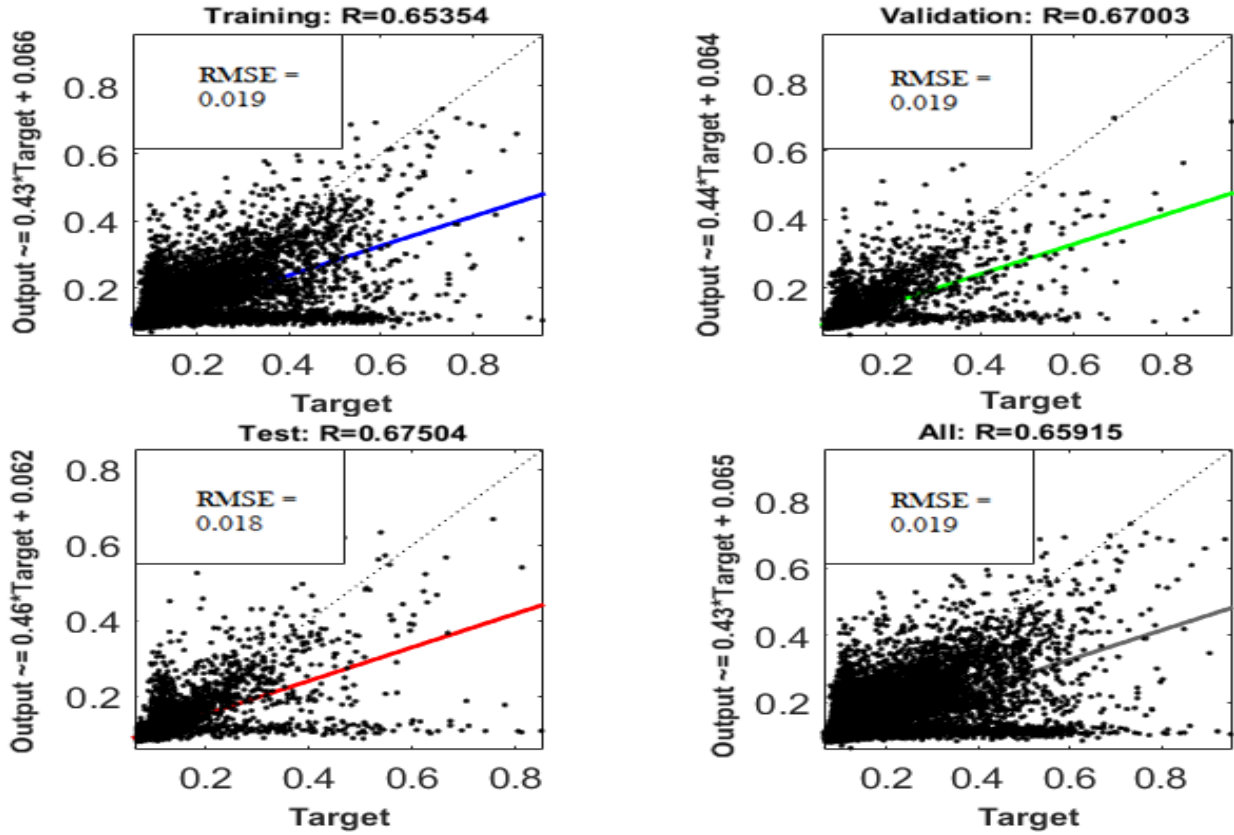 Training: R=0.65354
Output ~= 0.43*Target + 0.066
RMSE =
0.019
0.8
0.6
0.4
0.2
0.2 0.4 0.6 0.8
Target
Validation: R=0.67003
Output ~= 0.44*Target + 0.064
RMSE =
0.019
0.8
0.6
0.4
0.2
0.2 0.4 0.6 0.8
Target
Test: R=0.67504
Output ~= 0.46*Target + 0.062
RMSE =
0.018
0.8
0.6
0.4
0.2
0.2 0.4 0.6 0.8
Target
All: R=0.65915
Output ~= 0.43*Target + 0.065
RMSE =
0.019
0.8
0.6
0.4
0.2
0.2 0.4 0.6 0.8
Target